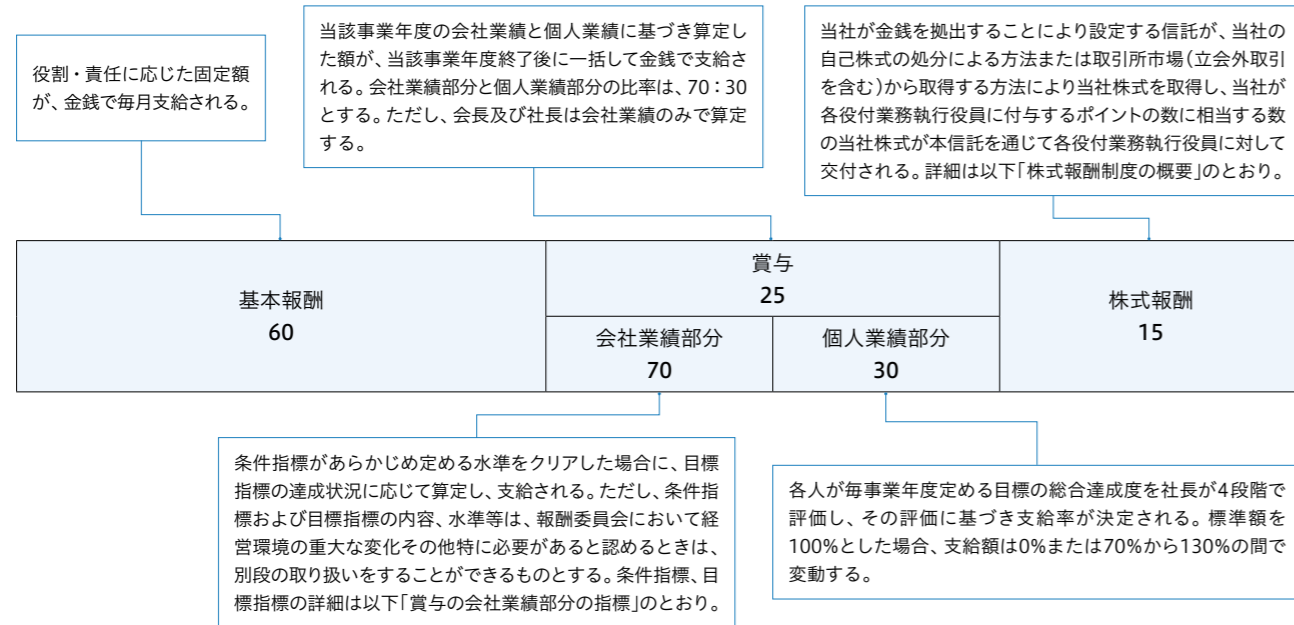 役割・責任に応じた固定額
が、金銭で毎月支給される。
当該事業年度の会社業績と個人業績に基づき算定し
た額が、当該事業年度終了後に一括して金銭で支給
される。会社業績部分と個人業績部分の比率は、70：30
とする。ただし、会長及び社長は会社業績のみで算定
する。
当社が金銭を拠出することにより設定する信託が、当社の
自己株式の処分による方法または取引所市場（立会外取引
を含む）から取得する方法により当社株式を取得し、当社が
各役付業務執行役員に付与するポイントの数に相当する数
の当社株式が本信託を通じて各役付業務執行役員に対して
交付される。詳細は以下「株式報酬制度の概要」のとおり。
基本報酬
60
賞与
25
会社業績部分
70
個人業績部分
30
株式報酬
15
条件指標があらかじめ定める水準をクリアした場合に、目標
指標の達成状況に応じて算定し、支給される。ただし、条件指
標および目標指標の内容、水準等は、報酬委員会において経
営環境の重大な変化その他特に必要があると認めるときは、
別段の取り扱いをすることができるものとする。条件指標、目
標指標の詳細は以下「賞与の会社業績部分の指標」のとおり。
各人が毎事業年度定める目標の総合達成度を社長が4段階で
評価し、その評価に基づき支給率が決定される。標準額を
100%とした場合、支給額は0%または70%から130%の間で
変動する。